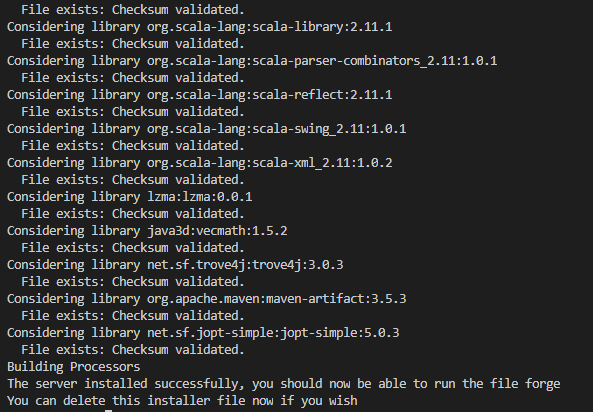 File exists: Checksum validated.
Considering library org.scala-lang:scala-library:2.11.1
File exists: Checksum validated.
Considering library org.scala-lang:scala-parser-combinators_2.11:1.0.1
File exists: Checksum validated.
Considering library org.scala-lang:scala-reflect:2.11.1
File exists: Checksum validated.
Considering library org.scala-lang:scala-swing_2.11:1.0.1
File exists: Checksum validated.
Considering library org.scala-lang:scala-xml_2.11:1.0.2
File exists: Checksum validated.
Considering library lzma:lzma:0.0.1
File exists: Checksum validated.
Considering library java3d:vecmath:1.5.2
File exists: Checksum validated.
Considering library net.sf.trove4j:trove4j:3.0.3
File exists: Checksum validated.
Considering library org.apache.maven:maven-artifact:3.5.3
File exists: Checksum validated.
Considering library net.sf.jopt-simple:jopt-simple:5.0.3
File exists: Checksum validated.
Building Processors
The server installed successfully, you should now be able to run the file forge
You can delete this installer file now if you wish